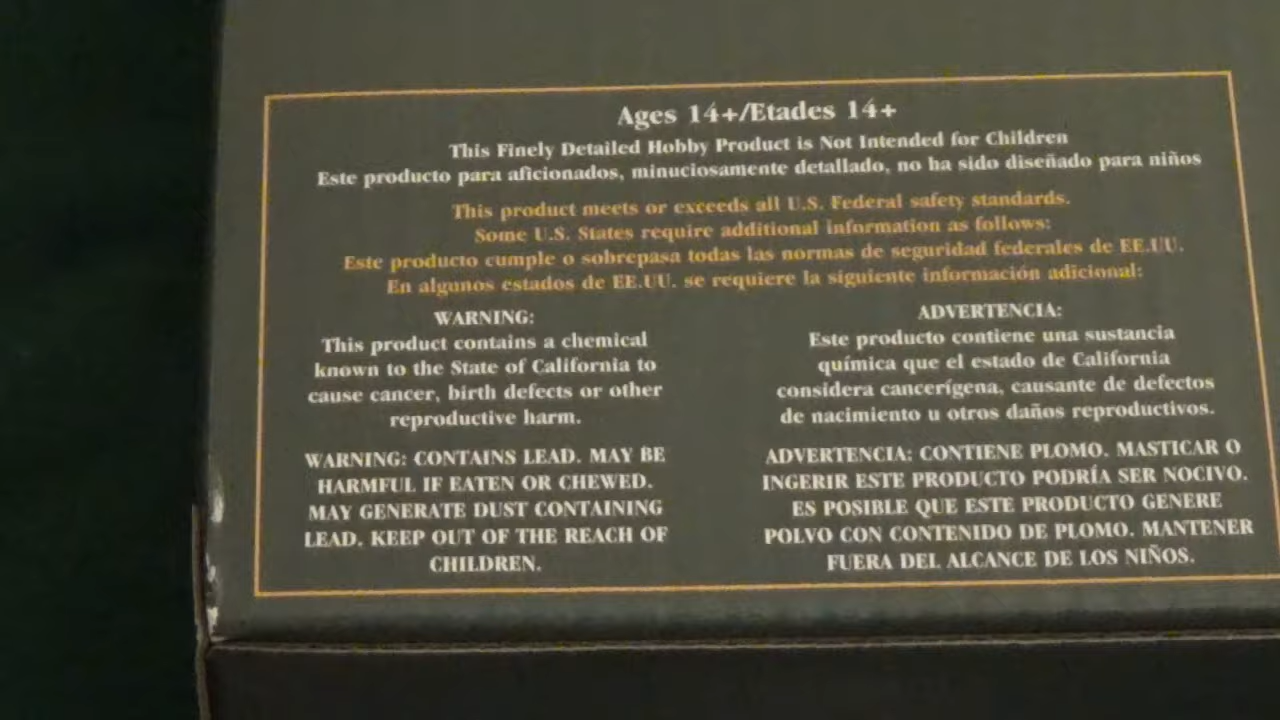 Ages 14+/Etades 14+
This Finely Detailed Hobby Product is Not Intended for Children
Este producto para aficionados, minuciosamente detallado, no ha sido diseñado para niños
This product meets or exceeds all U.S. Federal safety standards.
Some U.S. States require additional information as follows:
Este producto cumple o sobrepasa todas las normas de seguridad federales de EE.UU.
En algunos estados de EE.UU. se requiere la siguiente información adicional:
WARNING:
This product contains a chemical
known to the State of California to
cause cancer, birth defects or other
reproductive harm.
WARNING: CONTAINS LEAD. MAY BE
HARMFUL IF EATEN OR CHEWED.
MAY GENERATE DUST CONTAINING
LEAD. KEEP OUT OF THE REACH OF
CHILDREN.
ADVERTENCIA:
Este producto contiene una sustancia
química que el estado de California
considera cancerígena, causante de defectos
de nacimiento u otros daños reproductivos.
ADVERTENCIA: CONTIENE PLOMO. MASTICAR O
INGERIR ESTE PRODUCTO PODRÍA SER NOCIVO.
ES POSIBLE QUE ESTE PRODUCTO GENERE
POLVO CON CONTENIDO DE PLOMO. MANTENER
FUERA DEL ALCANCE DE LOS NIÑOS.